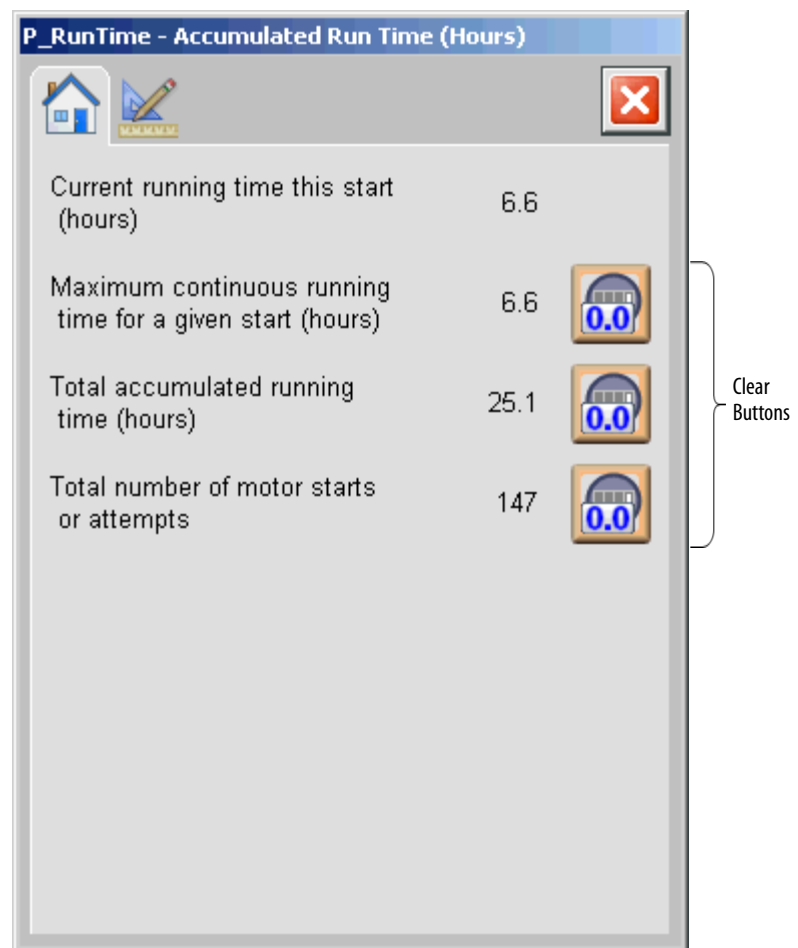 P_RunTime - Accumulated Run Time (Hours)
Current running time this start
(hours)
6.6
Maximum continuous running
time for a given start (hours)
6.6
0.0
Total accumulated running
time (hours)
25.1
0.0
Total number of motor starts
or attempts
147
0.0
Clear
Buttons